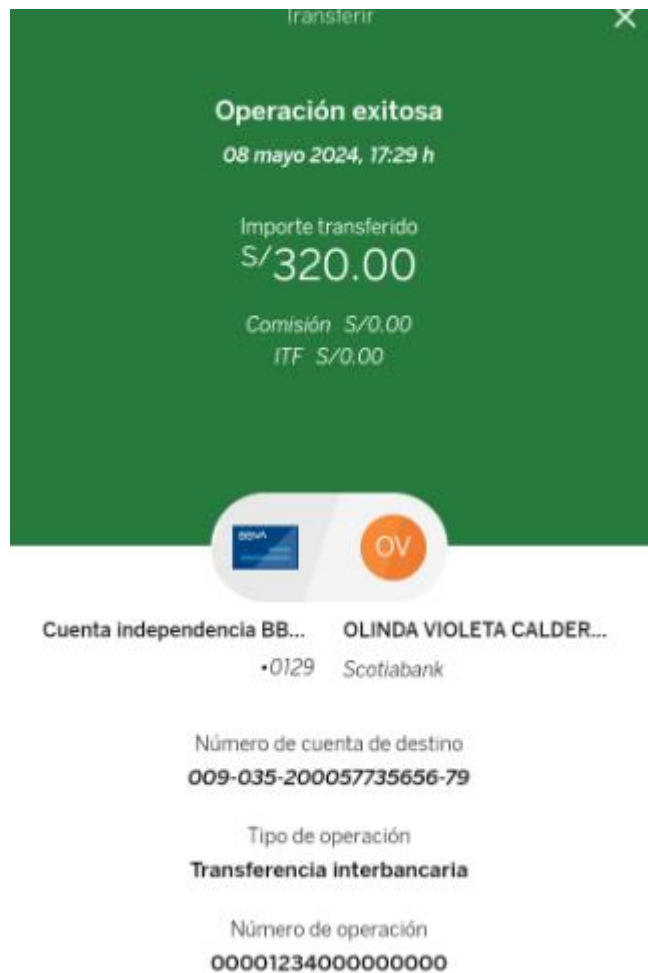 Transferir
Operación exitosa
08 mayo 2024, 17:29 h
Importe transferido
S/320.00
Comisión S/0.00
ITF S/0.00
BBVA
OV
Cuenta independencia BB... OLINDA VIOLETA CALDER...
•0129 Scotiabank
Número de cuenta de destino
009-035-200057735656-79
Tipo de operación
Transferencia interbancaria
Número de operación
00001234000000000